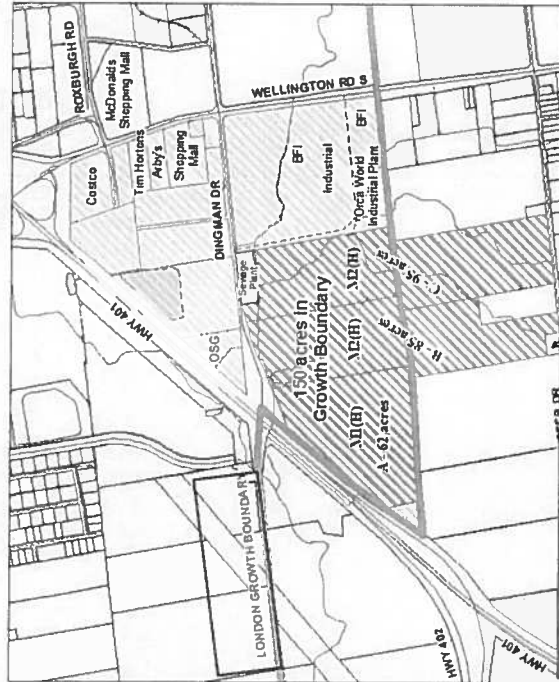 ROXBURGH RD
McDonalds
Shopping Mall
WELLINGTON RD S
Costco
Tim Hortons
Arby's
Shopping
Mall
DINGMAN DR
HWY 401
OSG
Sewage
Plant
BFI
Industrial
BFI
Orca World
Industrial Plant
150 acres in
Growth Boundary
M2(H)
M2(H)
A - 62 acres
B - 85 acres
C - 95 acres
LONDON GROWTH BOUNDARY
HWY 402
HWY 401